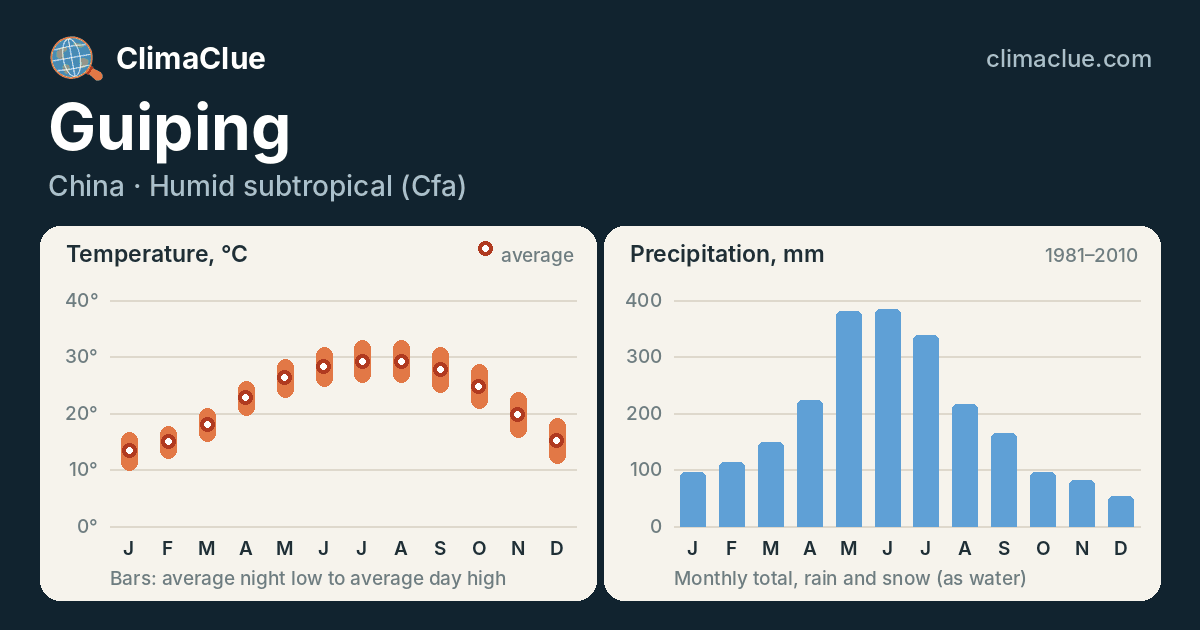 ClimaClue
climaclue.com
Guiping
China · Humid subtropical (Cfa)
Temperature, °C
average
40°
30°
20°
10°
0°
J F M A M J J A S O N D
Bars: average night low to average day high
Precipitation, mm
1981–2010
400
300
200
100
0
J F M A M J J A S O N D
Monthly total, rain and snow (as water)